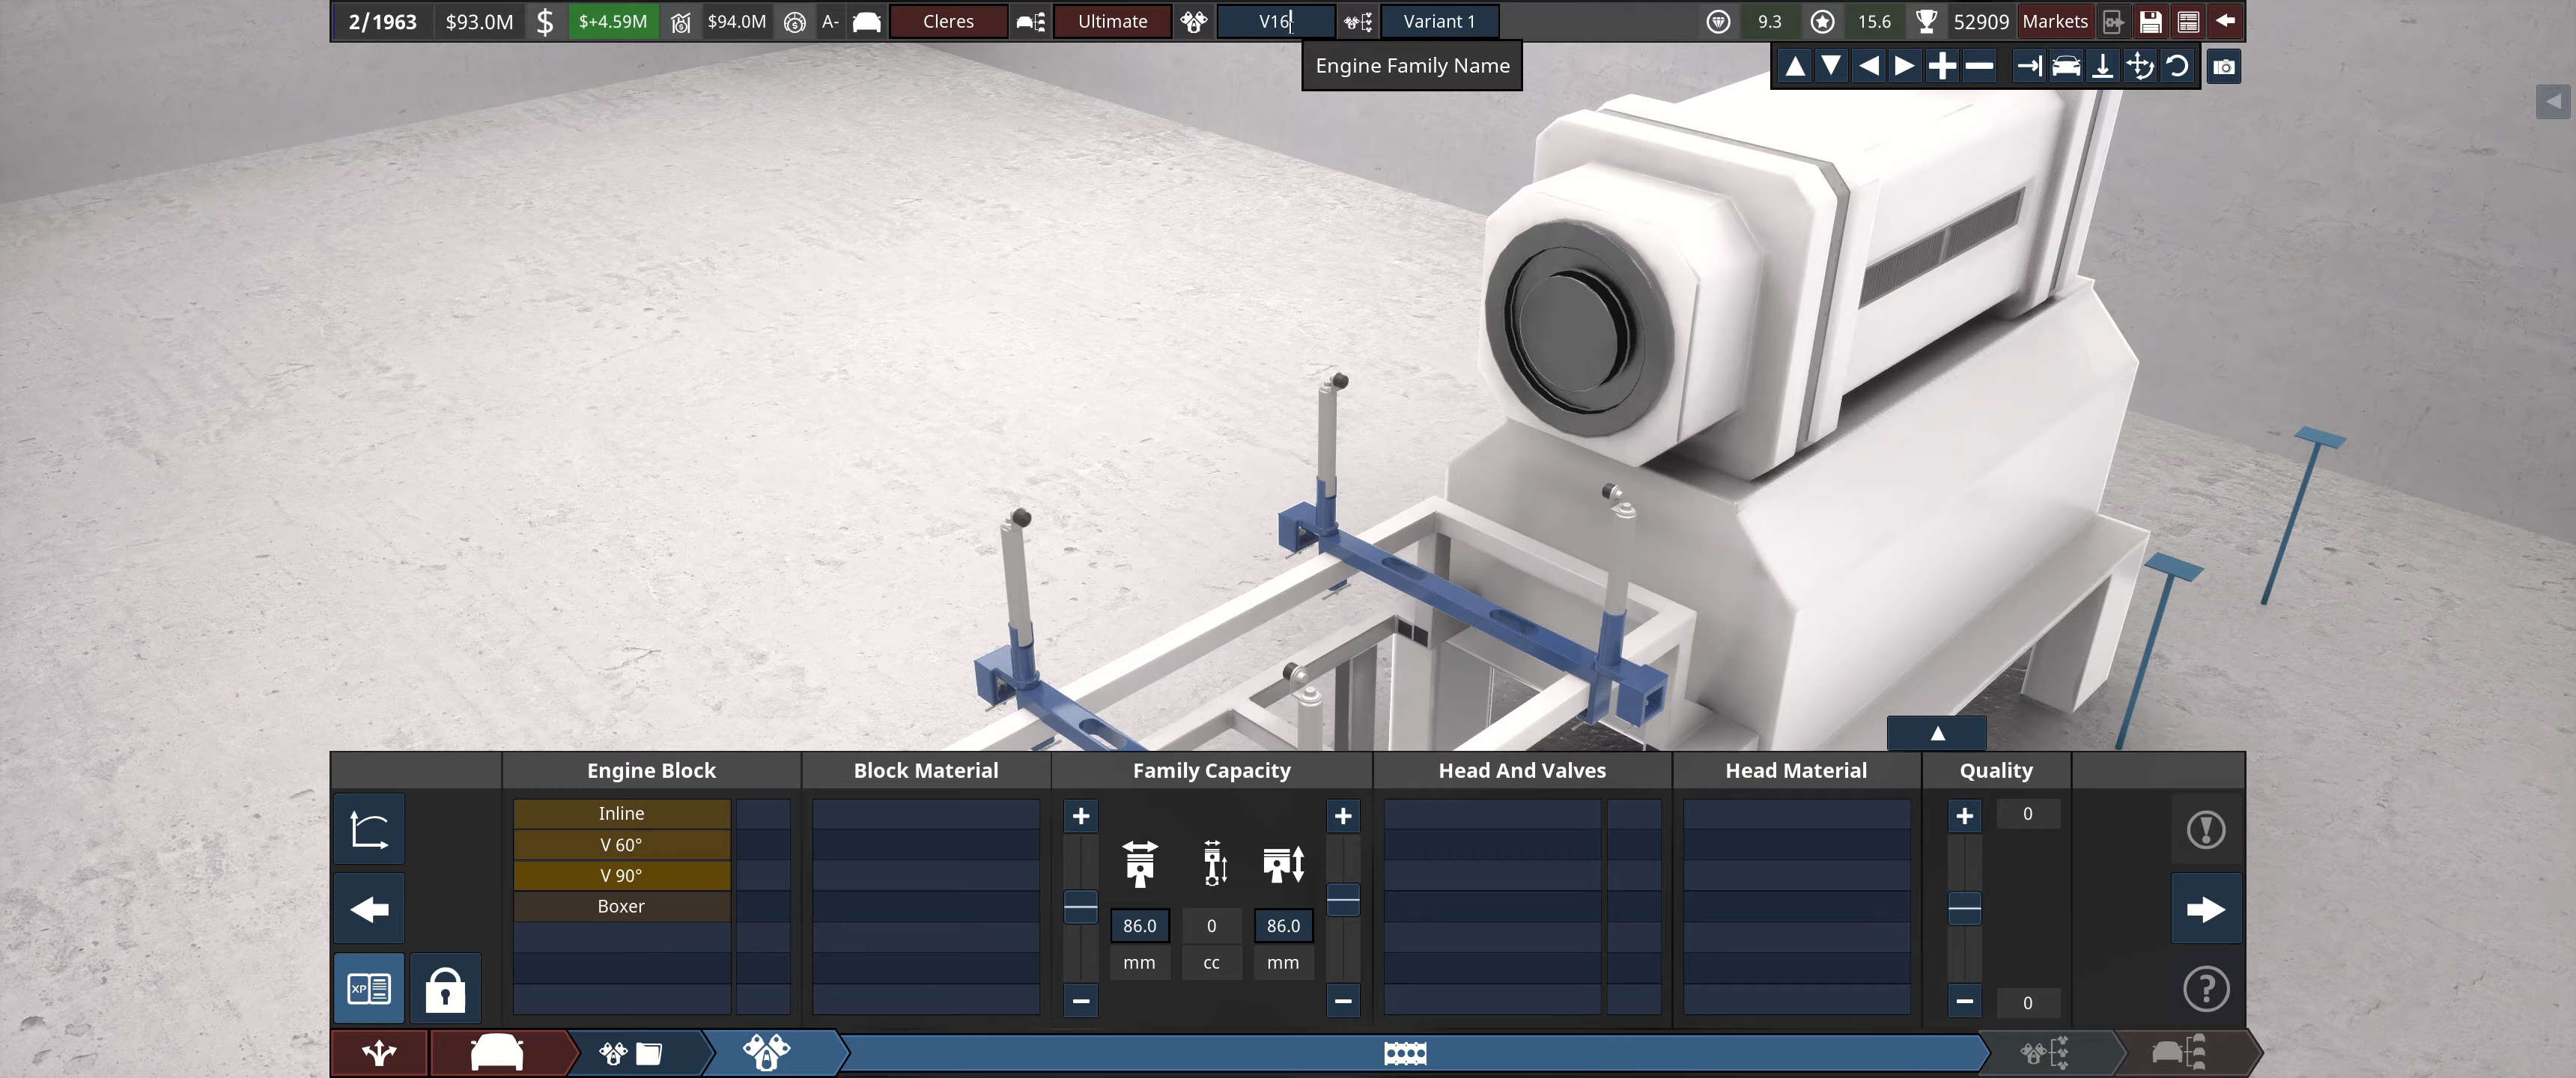 2/1963 $93.0M $+4.59M $94.0M A- Cleres Ultimate V16 Variant 1 9.3 15.6 52909 Markets
Engine Family Name
Engine Block Block Material Family Capacity Head And Valves Head Material Quality
Inline
V 60°
V 90°
Boxer
86.0 0 86.0
mm cc mm
0
0
XP